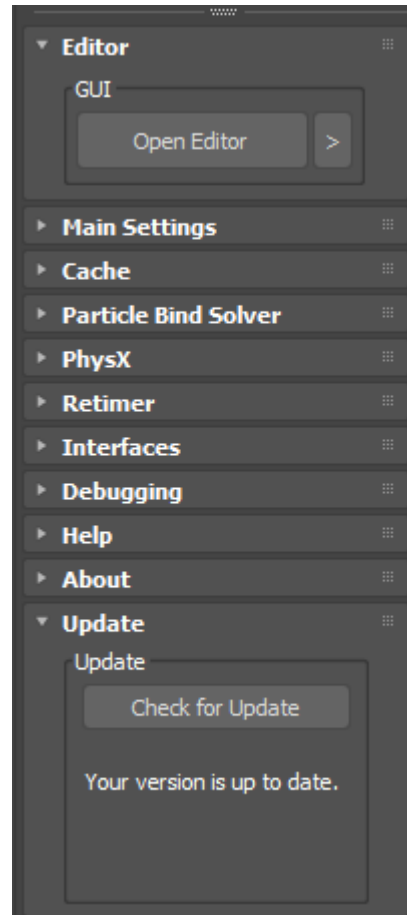 Editor
GUI
Open Editor >
Main Settings
Cache
Particle Bind Solver
PhysX
Retimer
Interfaces
Debugging
Help
About
Update
Update
Check for Update
Your version is up to date.